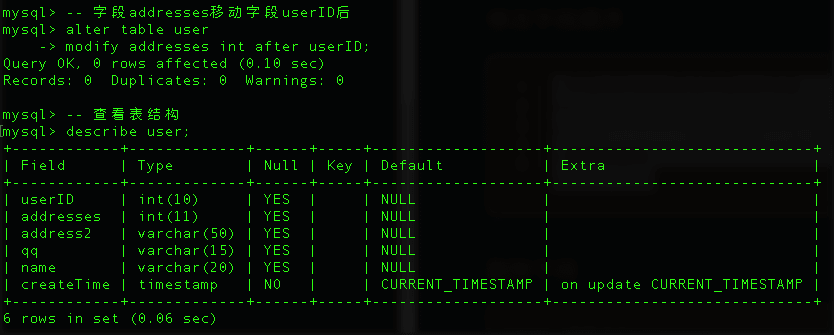 mysql> -- 字段addresses移动字段userID后
mysql> alter table user
    -> modify addresses int after userID;
Query OK, 0 rows affected (0.10 sec)
Records: 0  Duplicates: 0  Warnings: 0

mysql> -- 查看表结构
mysql> describe user;
+------------+-------------+------+-----+-------------------+-----------------------------+
| Field      | Type        | Null | Key | Default           | Extra                       |
+------------+-------------+------+-----+-------------------+-----------------------------+
| userID     | int(10)     | YES  |     | NULL              |                             |
| addresses  | int(11)     | YES  |     | NULL              |                             |
| address2   | varchar(50) | YES  |     | NULL              |                             |
| qq         | varchar(15) | YES  |     | NULL              |                             |
| name       | varchar(20) | YES  |     | NULL              |                             |
| createTime | timestamp   | NO   |     | CURRENT_TIMESTAMP | on update CURRENT_TIMESTAMP |
+------------+-------------+------+-----+-------------------+-----------------------------+
6 rows in set (0.06 sec)